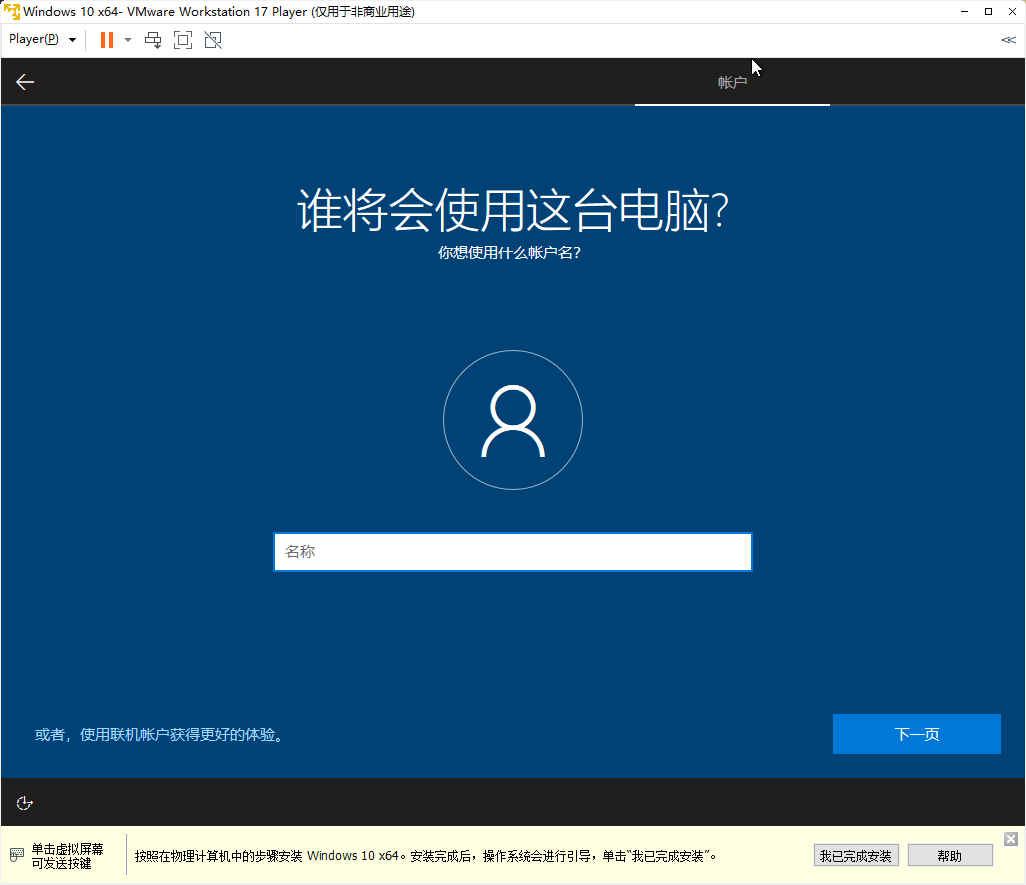 Windows 10 x64- VMware Workstation 17 Player (仅用于非商业用途)
Player(P)
帐户
谁将会使用这台电脑?
你想使用什么帐户名?
名称
或者，使用联机帐户获得更好的体验。
下一页
单击虚拟屏幕
可发送按键
按照在物理计算机中的步骤安装 Windows 10 x64。安装完成后，操作系统会进行引导，单击“我已完成安装”。
我已完成安装
帮助